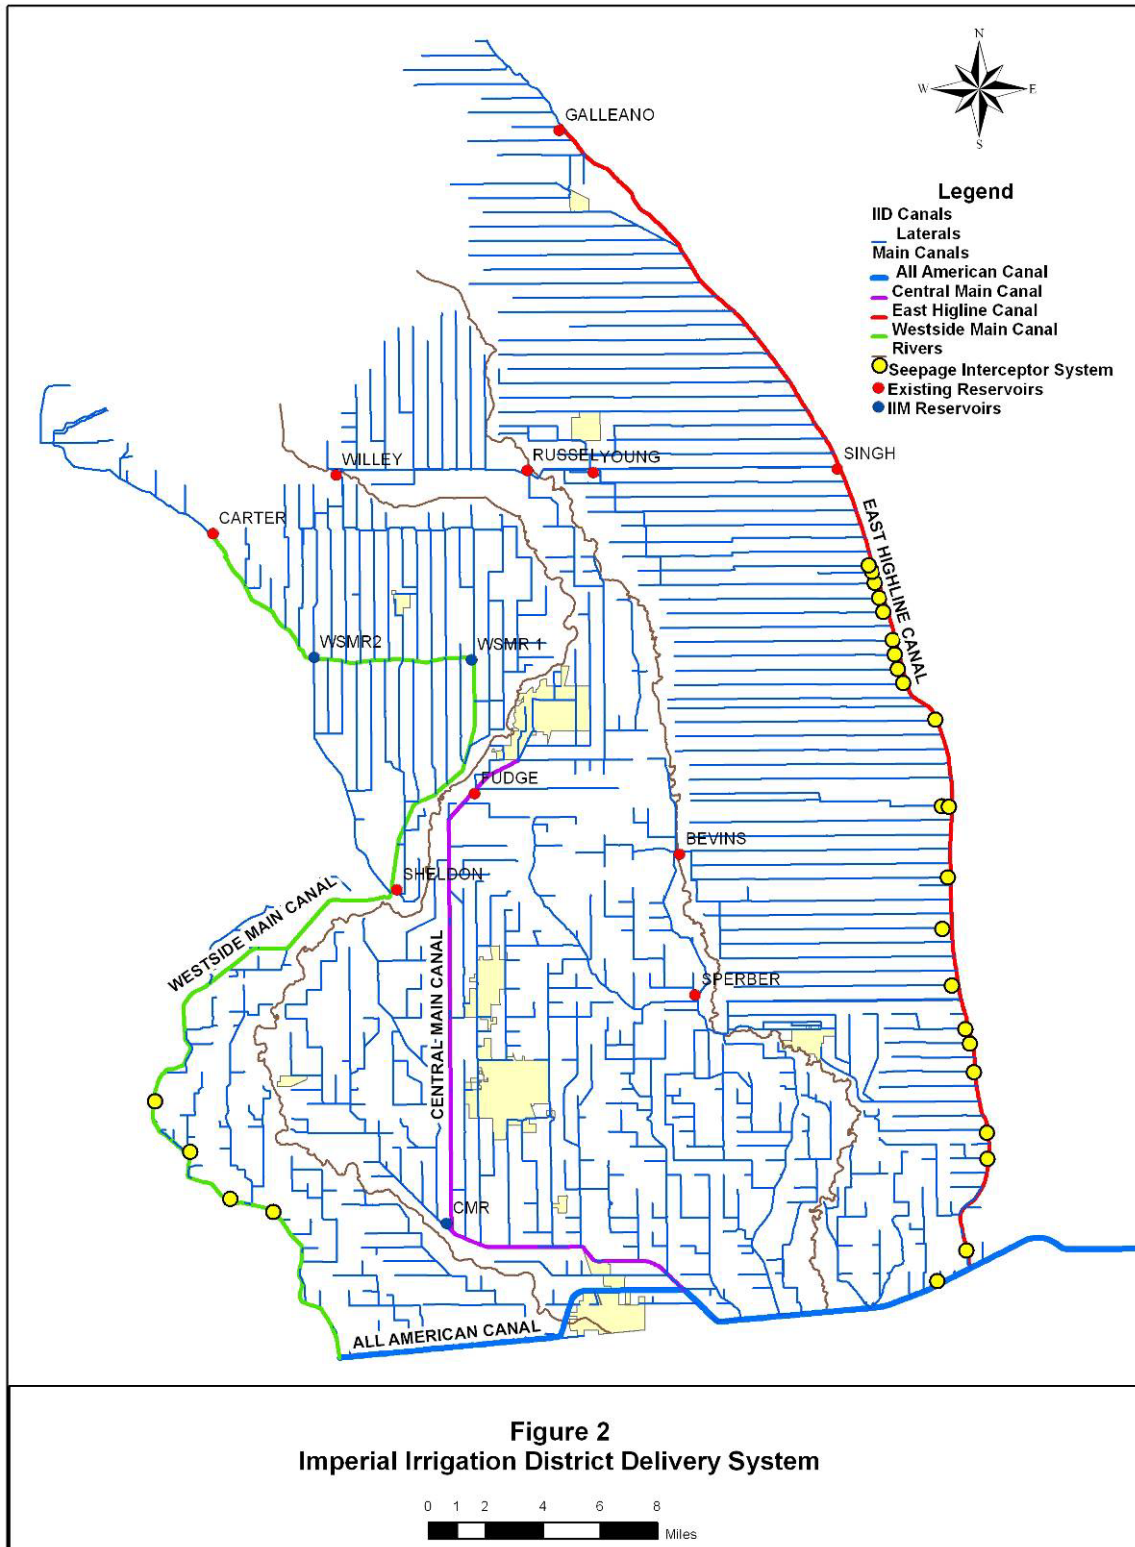 N
W E
S
GALLEANO
Legend
IID Canals
Laterals
Main Canals
All American Canal
Central Main Canal
East Higline Canal
Westside Main Canal
Rivers
Seepage Interceptor System
Existing Reservoirs
IIM Reservoirs
WILLEY
RUSSELYOUNG
SINGH
CARTER
EAST HIGHLINE CANAL
WSMR2
WSMR 1
FUDGE
BEVINS
SHELDON
WESTSIDE MAIN CANAL
CENTRAL MAIN CANAL
SPERBER
CMR
ALL AMERICAN CANAL
Figure 2
Imperial Irrigation District Delivery System
0 1 2 4 6 8
Miles